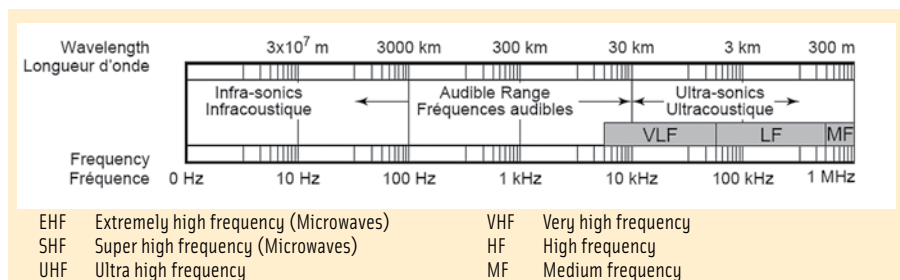 Wavelength 3x10⁷ m 3000 km 300 km 30 km 3 km 300 m
Longueur d'onde
Infra-sonics Audible Range Ultra-sonics
Infracoustique Fréquences audibles Ultracoustique
VLF LF MF
Frequency
Fréquence 0 Hz 10 Hz 100 Hz 1 kHz 10 kHz 100 kHz 1 MHz
EHF Extremely high frequency (Microwaves) VHF Very high frequency
SHF Super high frequency (Microwaves) HF High frequency
UHF Ultra high frequency MF Medium frequency